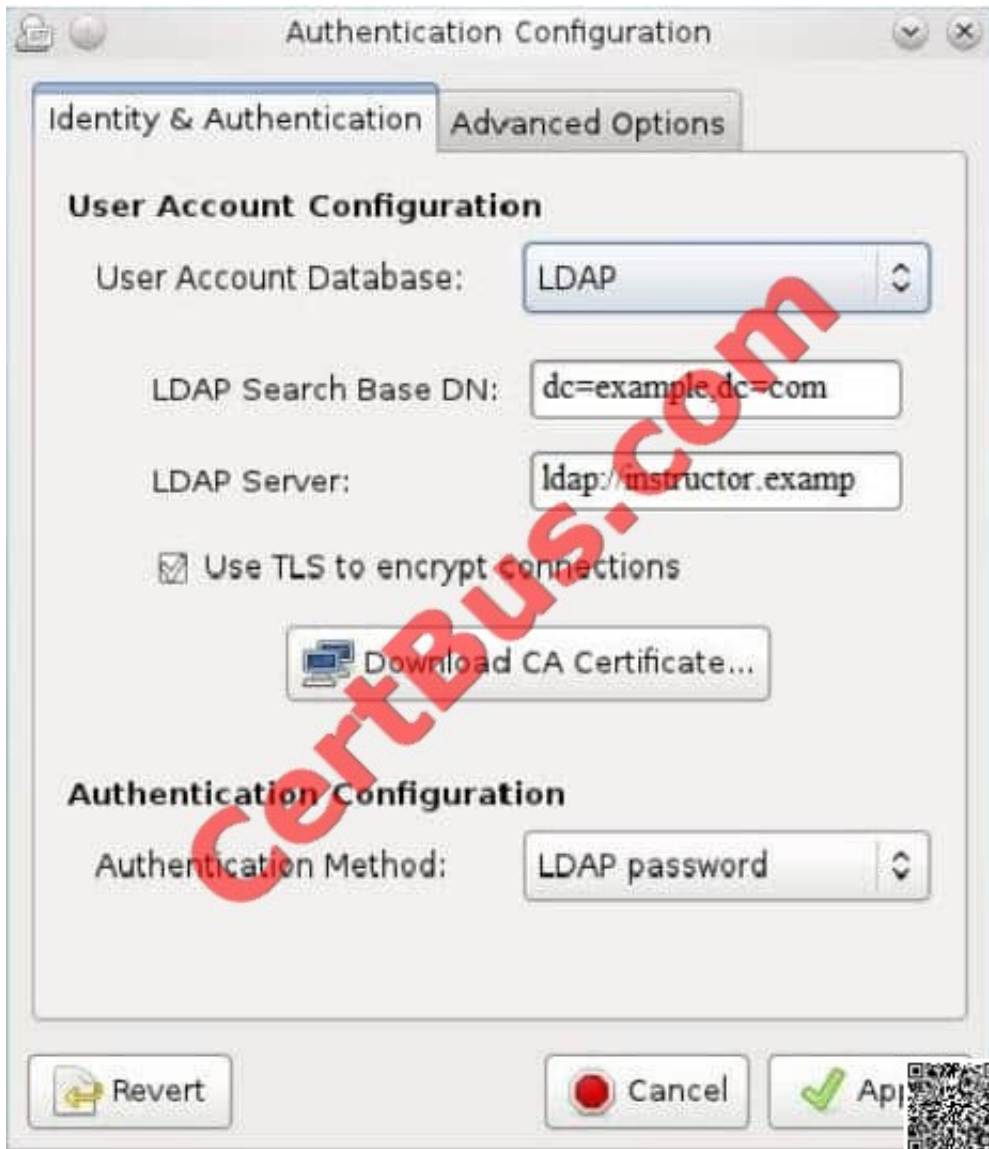 Authentication Configuration
Identity & Authentication
Advanced Options
User Account Configuration
User Account Database:
LDAP
LDAP Search Base DN:
dc=example,dc=com
LDAP Server:
ldap://instructor.examp
Use TLS to encrypt connections
Download CA Certificate...
Authentication Configuration
Authentication Method:
LDAP password
Revert
Cancel
CertBus.com